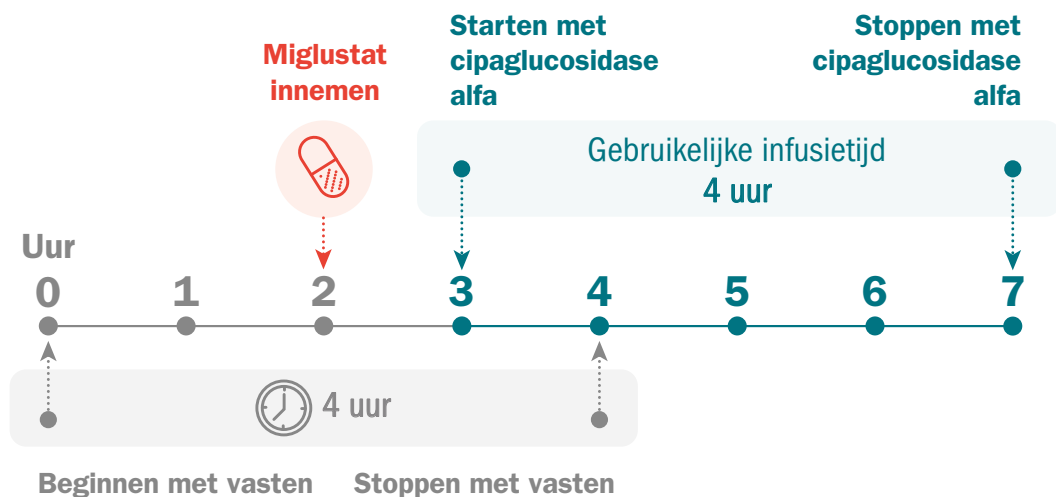 Miglustat
innemen
Starten met
cipaglucosidase
alfa
Stoppen met
cipaglucosidase
alfa
Gebruikelijke infusietijd
4 uur
Uur
0 1 2 3 4 5 6 7
4 uur
Beginnen met vasten
Stoppen met vasten